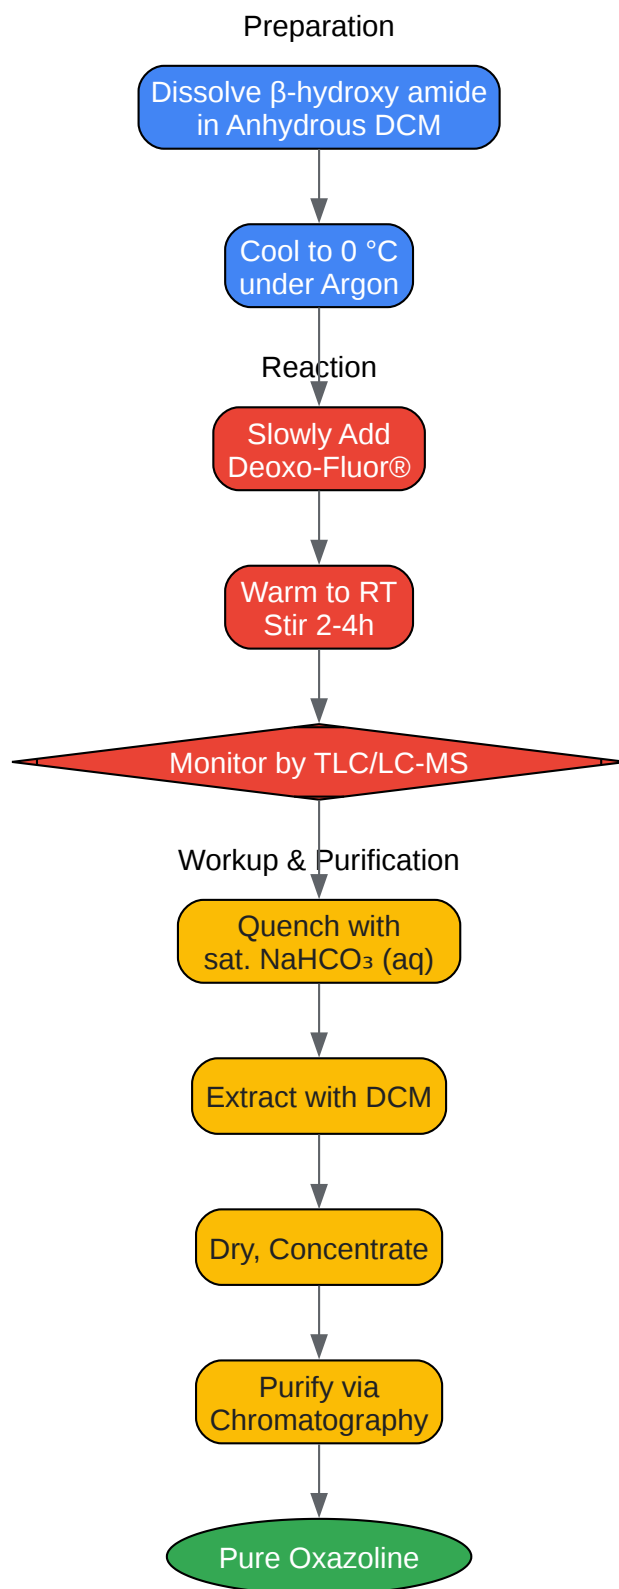 Preparation
Dissolve β-hydroxy amide
in Anhydrous DCM
Cool to 0 °C
under Argon
Reaction
Slowly Add
Deoxo-Fluor®
Warm to RT
Stir 2-4h
Monitor by TLC/LC-MS
Workup & Purification
Quench with
sat. NaHCO₃ (aq)
Extract with DCM
Dry, Concentrate
Purify via
Chromatography
Pure Oxazoline